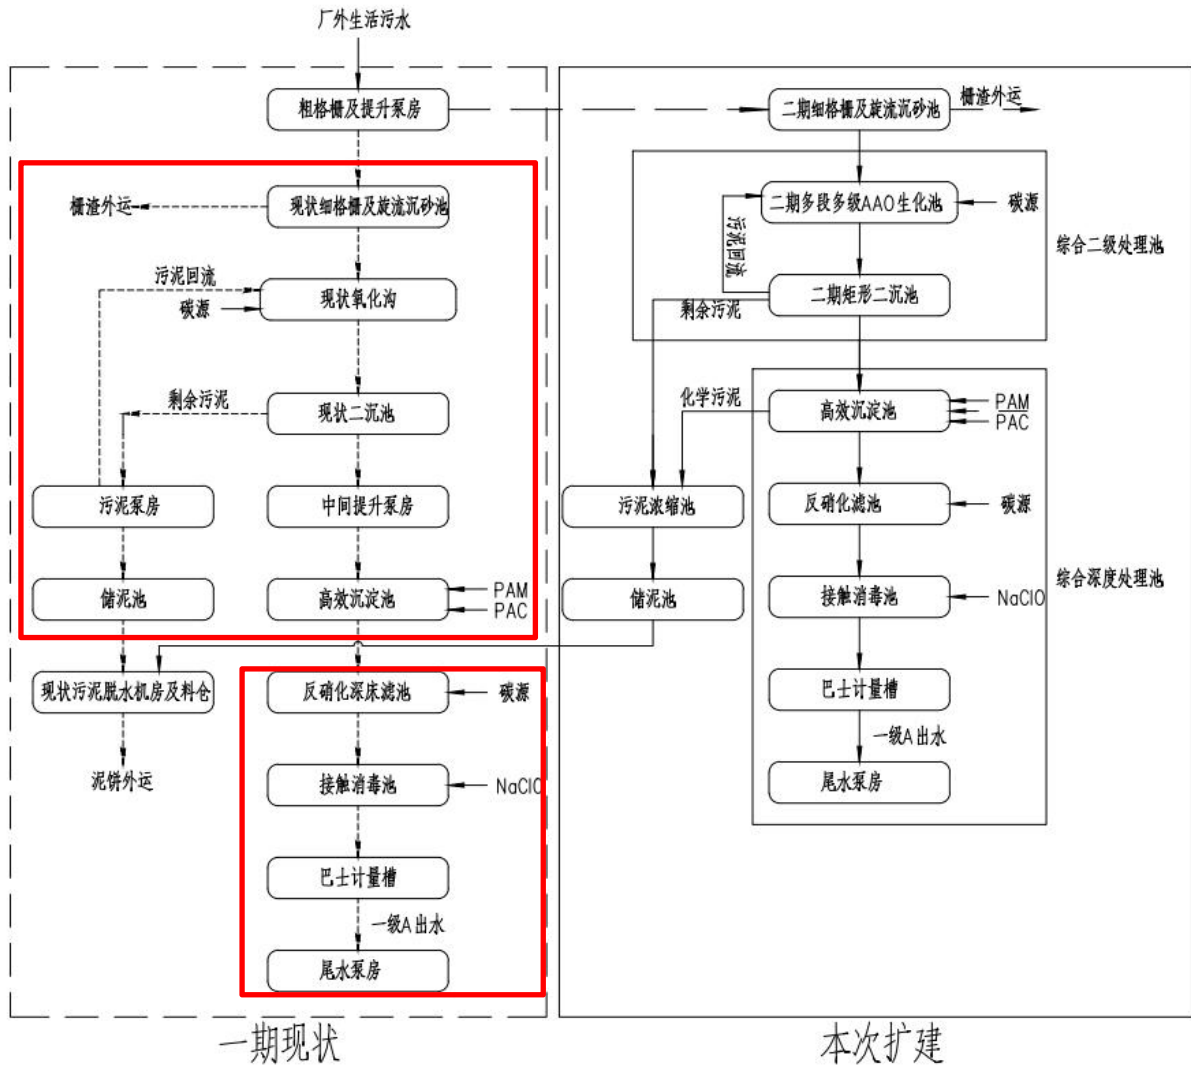 厂外生活污水
粗格栅及提升泵房
二期细格栅及旋流沉砂池
栅渣外运
栅渣外运
现状细格栅及旋流沉砂池
二期多段多级AAO生化池
碳源
污泥回流
综合二级处理池
污泥回流
碳源
现状氧化沟
二期矩形二沉池
剩余污泥
剩余污泥
现状二沉池
化学污泥
高效沉淀池
PAM
PAC
污泥泵房
中间提升泵房
污泥浓缩池
反硝化滤池
碳源
储泥池
高效沉淀池
PAM
PAC
储泥池
接触消毒池
NaClO
综合深度处理池
现状污泥脱水机房及料仓
反硝化深床滤池
碳源
巴士计量槽
一级A出水
泥饼外运
接触消毒池
NaClO
尾水泵房
巴士计量槽
一级A出水
尾水泵房
一期现状
本次扩建